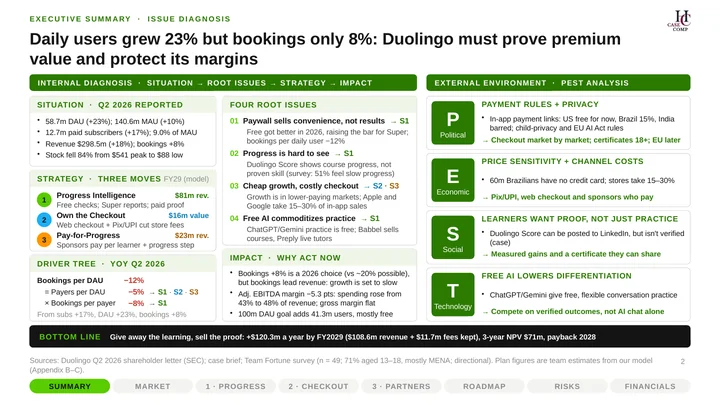 EXECUTIVE SUMMARY · ISSUE DIAGNOSIS
HC
CASE
COMP
Daily users grew 23% but bookings only 8%: Duolingo must prove premium
value and protect its margins
INTERNAL DIAGNOSIS · SITUATION → ROOT ISSUES → STRATEGY → IMPACT
SITUATION · Q2 2026 REPORTED
• 58.7m DAU (+23%); 140.6m MAU (+10%)
• 12.7m paid subscribers (+17%); 9.0% of MAU
• Revenue $298.5m (+18%); bookings +8%
• Stock fell 84% from $541 peak to $88 low
STRATEGY · THREE MOVES FY29 (model)
1 Progress Intelligence $81m rev.
Free checks; Super reports; paid proof
2 Own the Checkout $16m value
Web checkout + Pix/UPI cut store fees
3 Pay-for-Progress $23m rev.
Sponsors pay per learner + progress step
DRIVER TREE · YOY Q2 2026
Bookings per DAU −12%
= Payers per DAU −5% → S1 · S2 · S3
× Bookings per payer −8% → S1
From subs +17%, DAU +23%, bookings +8%
FOUR ROOT ISSUES
01 Paywall sells convenience, not results → S1
Free got better in 2026, raising the bar for Super;
bookings per daily user −12%
02 Progress is hard to see → S1
Duolingo Score shows course progress, not
proven skill (survey: 51% feel slow progress)
03 Cheap growth, costly checkout → S2 · S3
Growth is in lower-paying markets; Apple and
Google take 15–30% of in-app sales
04 Free AI commoditizes practice → S1
ChatGPT/Gemini practice is free; Babbel sells
courses, Preply live tutors
IMPACT · WHY ACT NOW
• Bookings +8% is a 2026 choice (vs ~20% possible),
but bookings lead revenue: growth is set to slow
• Adj. EBITDA margin −5.3 pts: spending rose from
43% to 48% of revenue; gross margin flat
• 100m DAU goal adds 41.3m users, mostly free
EXTERNAL ENVIRONMENT · PEST ANALYSIS
P
Political
PAYMENT RULES + PRIVACY
• In-app payment links: US free for now, Brazil 15%, India
barred; child-privacy and EU AI Act rules
→ Checkout market by market; certificates 18+; EU later
E
Economic
PRICE SENSITIVITY + CHANNEL COSTS
• 60m Brazilians have no credit card; stores take 15–30%
→ Pix/UPI, web checkout and sponsors who pay
S
Social
LEARNERS WANT PROOF, NOT JUST PRACTICE
• Duolingo Score can be posted to LinkedIn, but isn't verified
(case)
→ Measured gains and a certificate they can share
T
Technology
FREE AI LOWERS DIFFERENTIATION
• ChatGPT/Gemini give free, flexible conversation practice
→ Compete on verified outcomes, not AI chat alone
BOTTOM LINE Give away the learning, sell the proof: +$120.3m a year by FY2029 ($108.6m revenue + $11.7m fees kept), 3-year NPV $71m, payback 2028
Sources: Duolingo Q2 2026 shareholder letter (SEC); case brief; Team Fortune survey (n = 49; 71% aged 13–18, mostly MENA; directional). Plan figures are team estimates from our model
(Appendix B–C).
2
SUMMARY MARKET 1 · PROGRESS 2 · CHECKOUT 3 · PARTNERS ROADMAP RISKS FINANCIALS